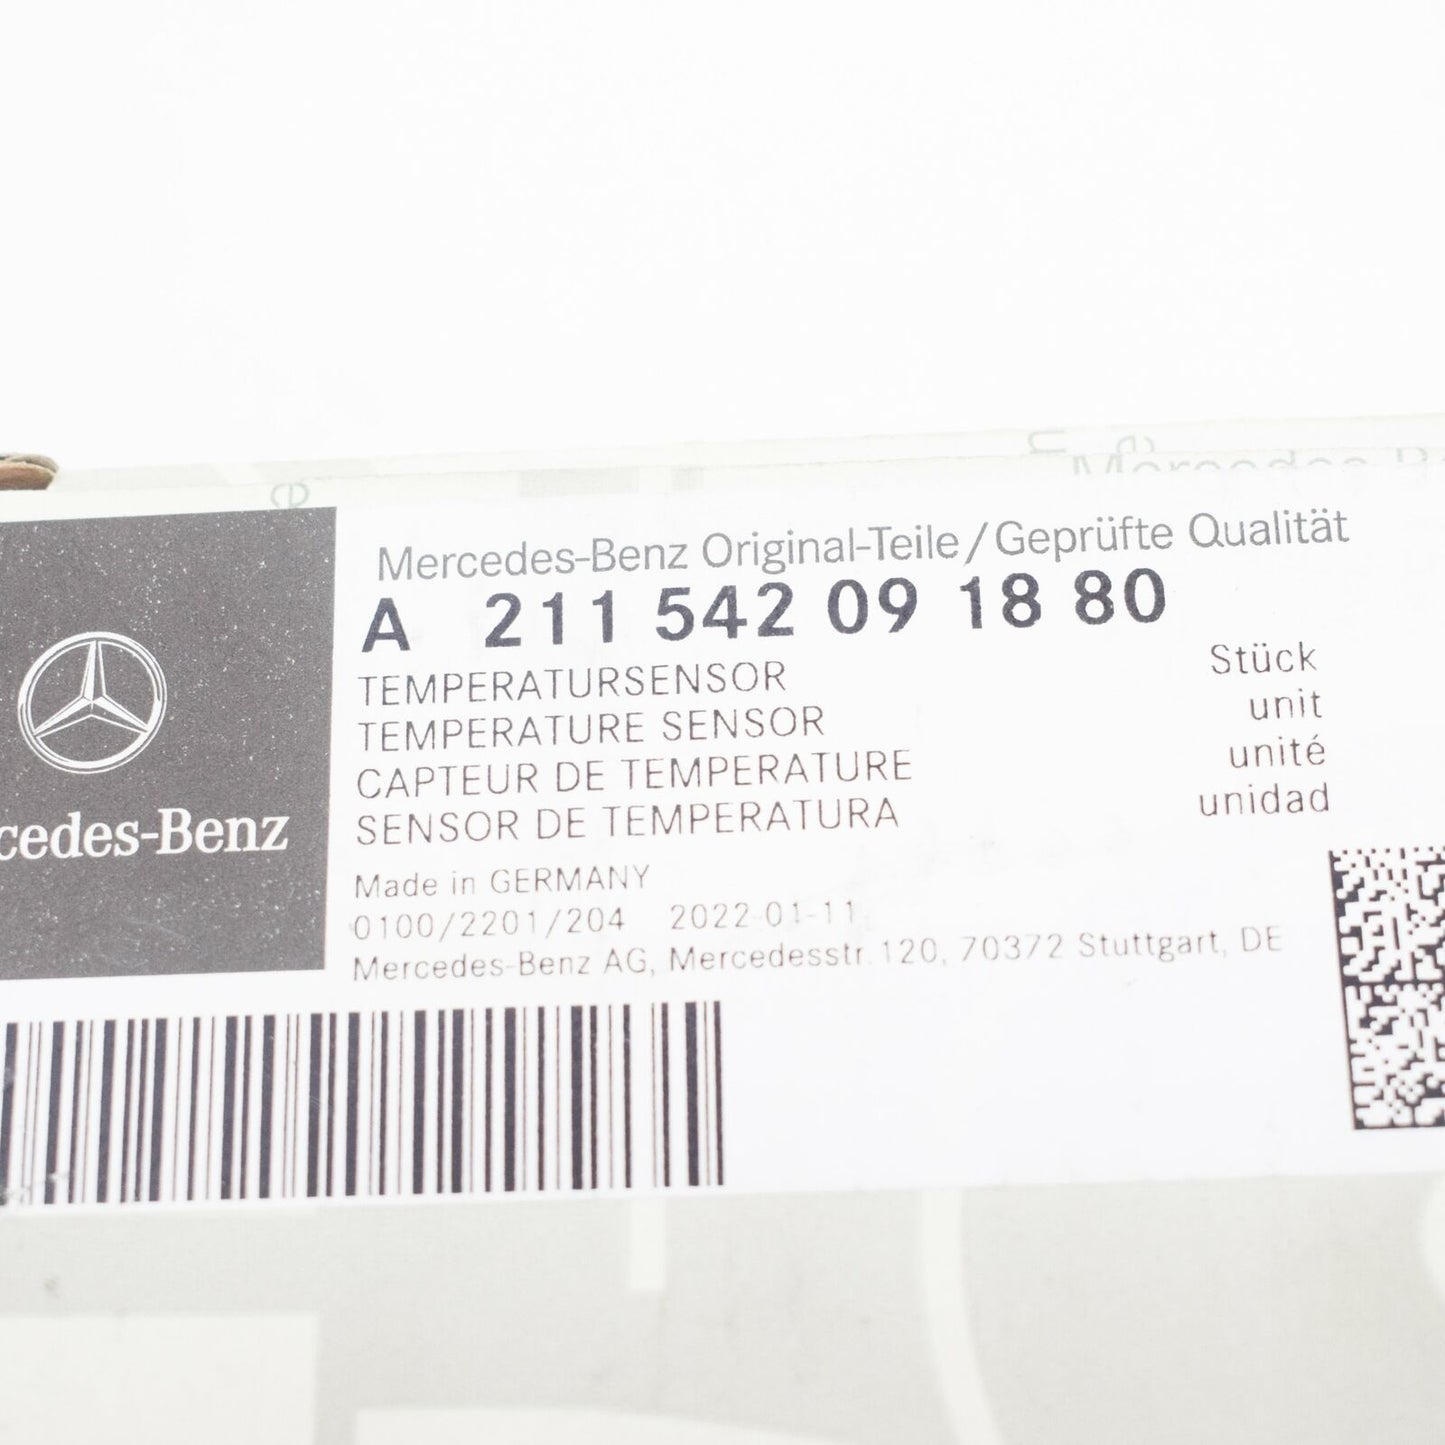 Mercedes-Benz Original-Teile/Geprüfte Qualität
A 211 542 09 18 80
TEMPERATURSENSOR Stück
TEMPERATURE SENSOR unit
CAPTEUR DE TEMPERATURE unité
SENSOR DE TEMPERATURA unidad
cedes-Benz
Made in GERMANY
0100/2201/204 2022-01-11
Mercedes-Benz AG, Mercedesstr.120, 70372 Stuttgart, DE